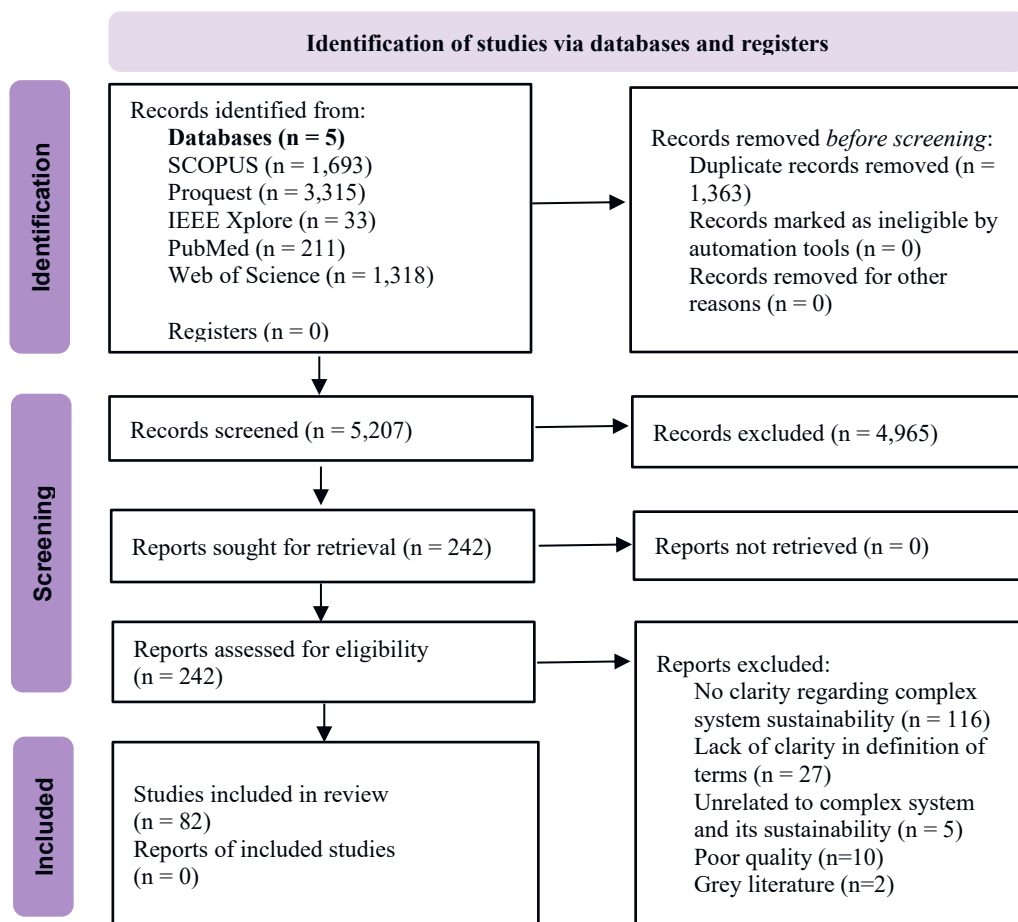 Identification of studies via databases and registers
Identification
Records identified from:
Databases (n = 5)
SCOPUS (n = 1,693)
Proquest (n = 3,315)
IEEE Xplore (n = 33)
PubMed (n = 211)
Web of Science (n = 1,318)
Registers (n = 0)
Records removed before screening:
Duplicate records removed (n =
1,363)
Records marked as ineligible by
automation tools (n = 0)
Records removed for other
reasons (n = 0)
Screening
Records screened (n = 5,207)
Records excluded (n = 4,965)
Reports sought for retrieval (n = 242)
Reports not retrieved (n = 0)
Reports assessed for eligibility
(n = 242)
Reports excluded:
No clarity regarding complex
system sustainability (n = 116)
Lack of clarity in definition of
terms (n = 27)
Unrelated to complex system
and its sustainability (n = 5)
Poor quality (n=10)
Grey literature (n=2)
Included
Studies included in review
(n = 82)
Reports of included studies
(n = 0)